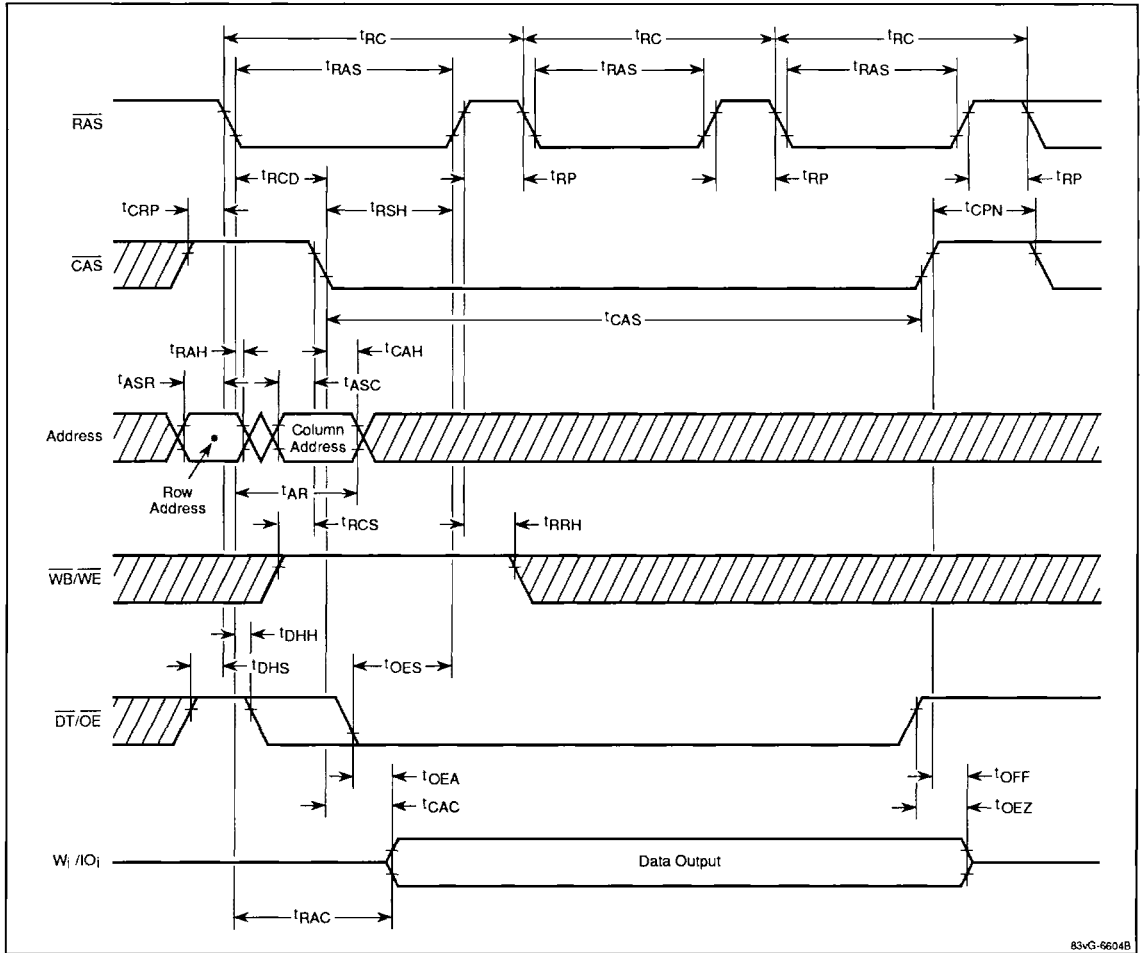 tRC tRC tRC
tRAS tRAS tRAS
RAS
tRCD tRP tRP tRP
tCRP tRSH tCPN
CAS
tCAS
tRAH tCAH
tASR tASC
Address Column
Address
Row
Address
tAR
tRCS tRRH
WB/WE
tDHH
tDHS tOES
DT/OE
tOEA tOFF
tCAC tOEZ
Wi/IOi Data Output
tRAC
83vG-6604B